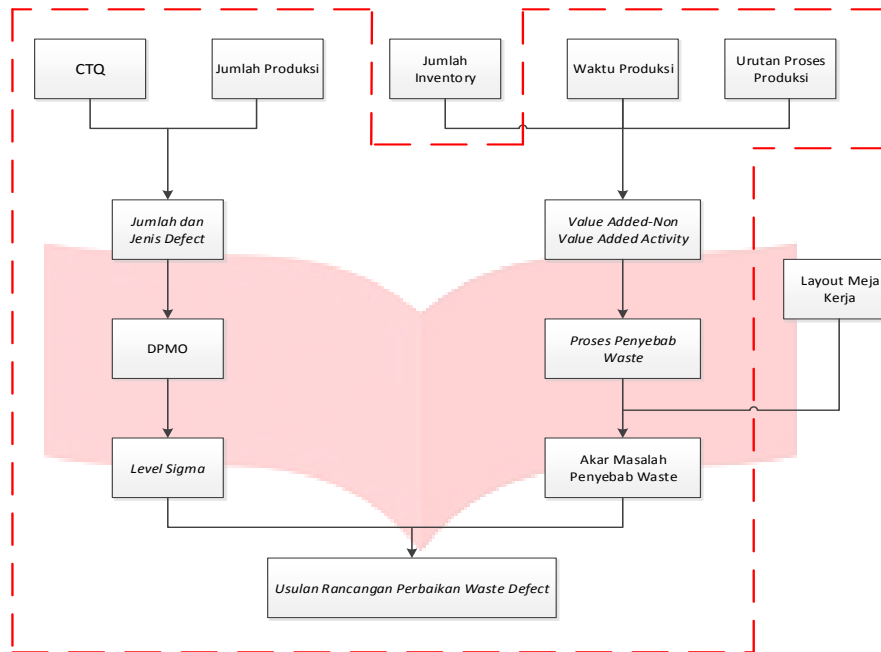 CTQ
Jumlah Produksi
Jumlah
Inventory
Waktu Produksi
Urutan Proses
Produksi
Jumlah dan
Jenis Defect
Value Added-Non
Value Added Activity
Layout Meja
Kerja
DPMO
Proses Penyebab
Waste
Level Sigma
Akar Masalah
Penyebab Waste
Usulan Rancangan Perbaikan Waste Defect